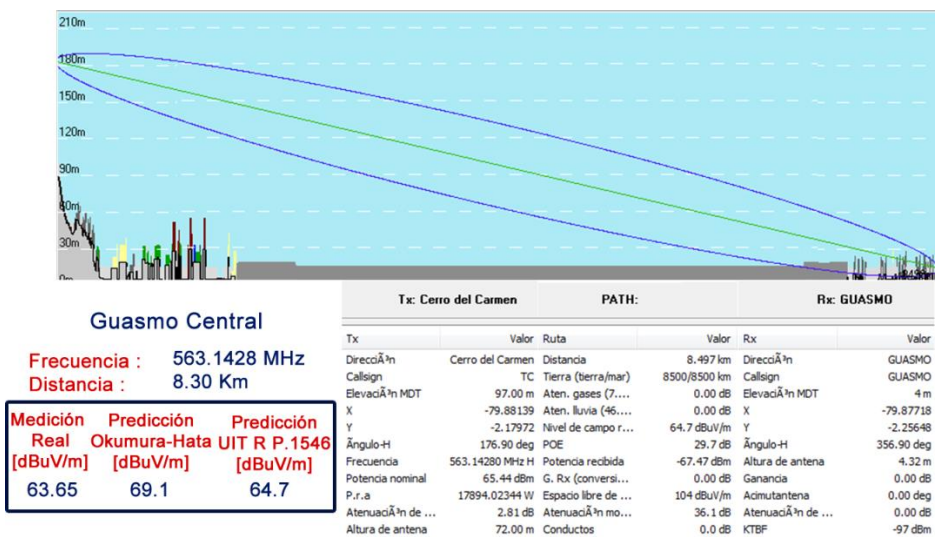 210m
180m
150m
120m
90m
60m
30m
0m
Guasmo Central
Frecuencia : 563.1428 MHz
Distancia : 8.30 Km
Medición Real [dBuV/m] Predicción Okumura-Hata [dBuV/m] Predicción UIT R P.1546 [dBuV/m]
63.65 69.1 64.7
Tx: Cerro del Carmen PATH: Rx: GUASMO
Tx Valor Ruta Valor Rx Valor
DirecciÃ³n Cerro del Carmen Distancia 8.497 km DirecciÃ³n GUASMO
Callsign TC Tierra (tierra/mar) 8500/8500 km Callsign GUASMO
ElevaciÃ³n MDT 97.00 m Aten. gases (7.... 0.00 dB ElevaciÃ³n MDT 4 m
X -79.88139 Aten. lluvia (46.... 0.00 dB X -79.87718
Y -2.17972 Nivel de campo r... 64.7 dBuV/m Y -2.25648
Ãngulo-H 176.90 deg POE 29.7 dB Ãngulo-H 356.90 deg
Frecuencia 563.14280 MHz H Potencia recibida -67.47 dBm Altura de antena 4.32 m
Potencia nominal 65.44 dBm G. Rx (conversi... 0.00 dB Ganancia 0.00 dB
P.r.a 17894.02344 W Espacio libre de ... 104 dBuV/m Acimutantena 0.00 deg
AtenuaciÃ³n de ... 2.81 dB AtenuaciÃ³n mo... 36.1 dB AtenuaciÃ³n de ... 0.00 dB
Altura de antena 72.00 m Conductos 0.0 dB KTBF -97 dBm